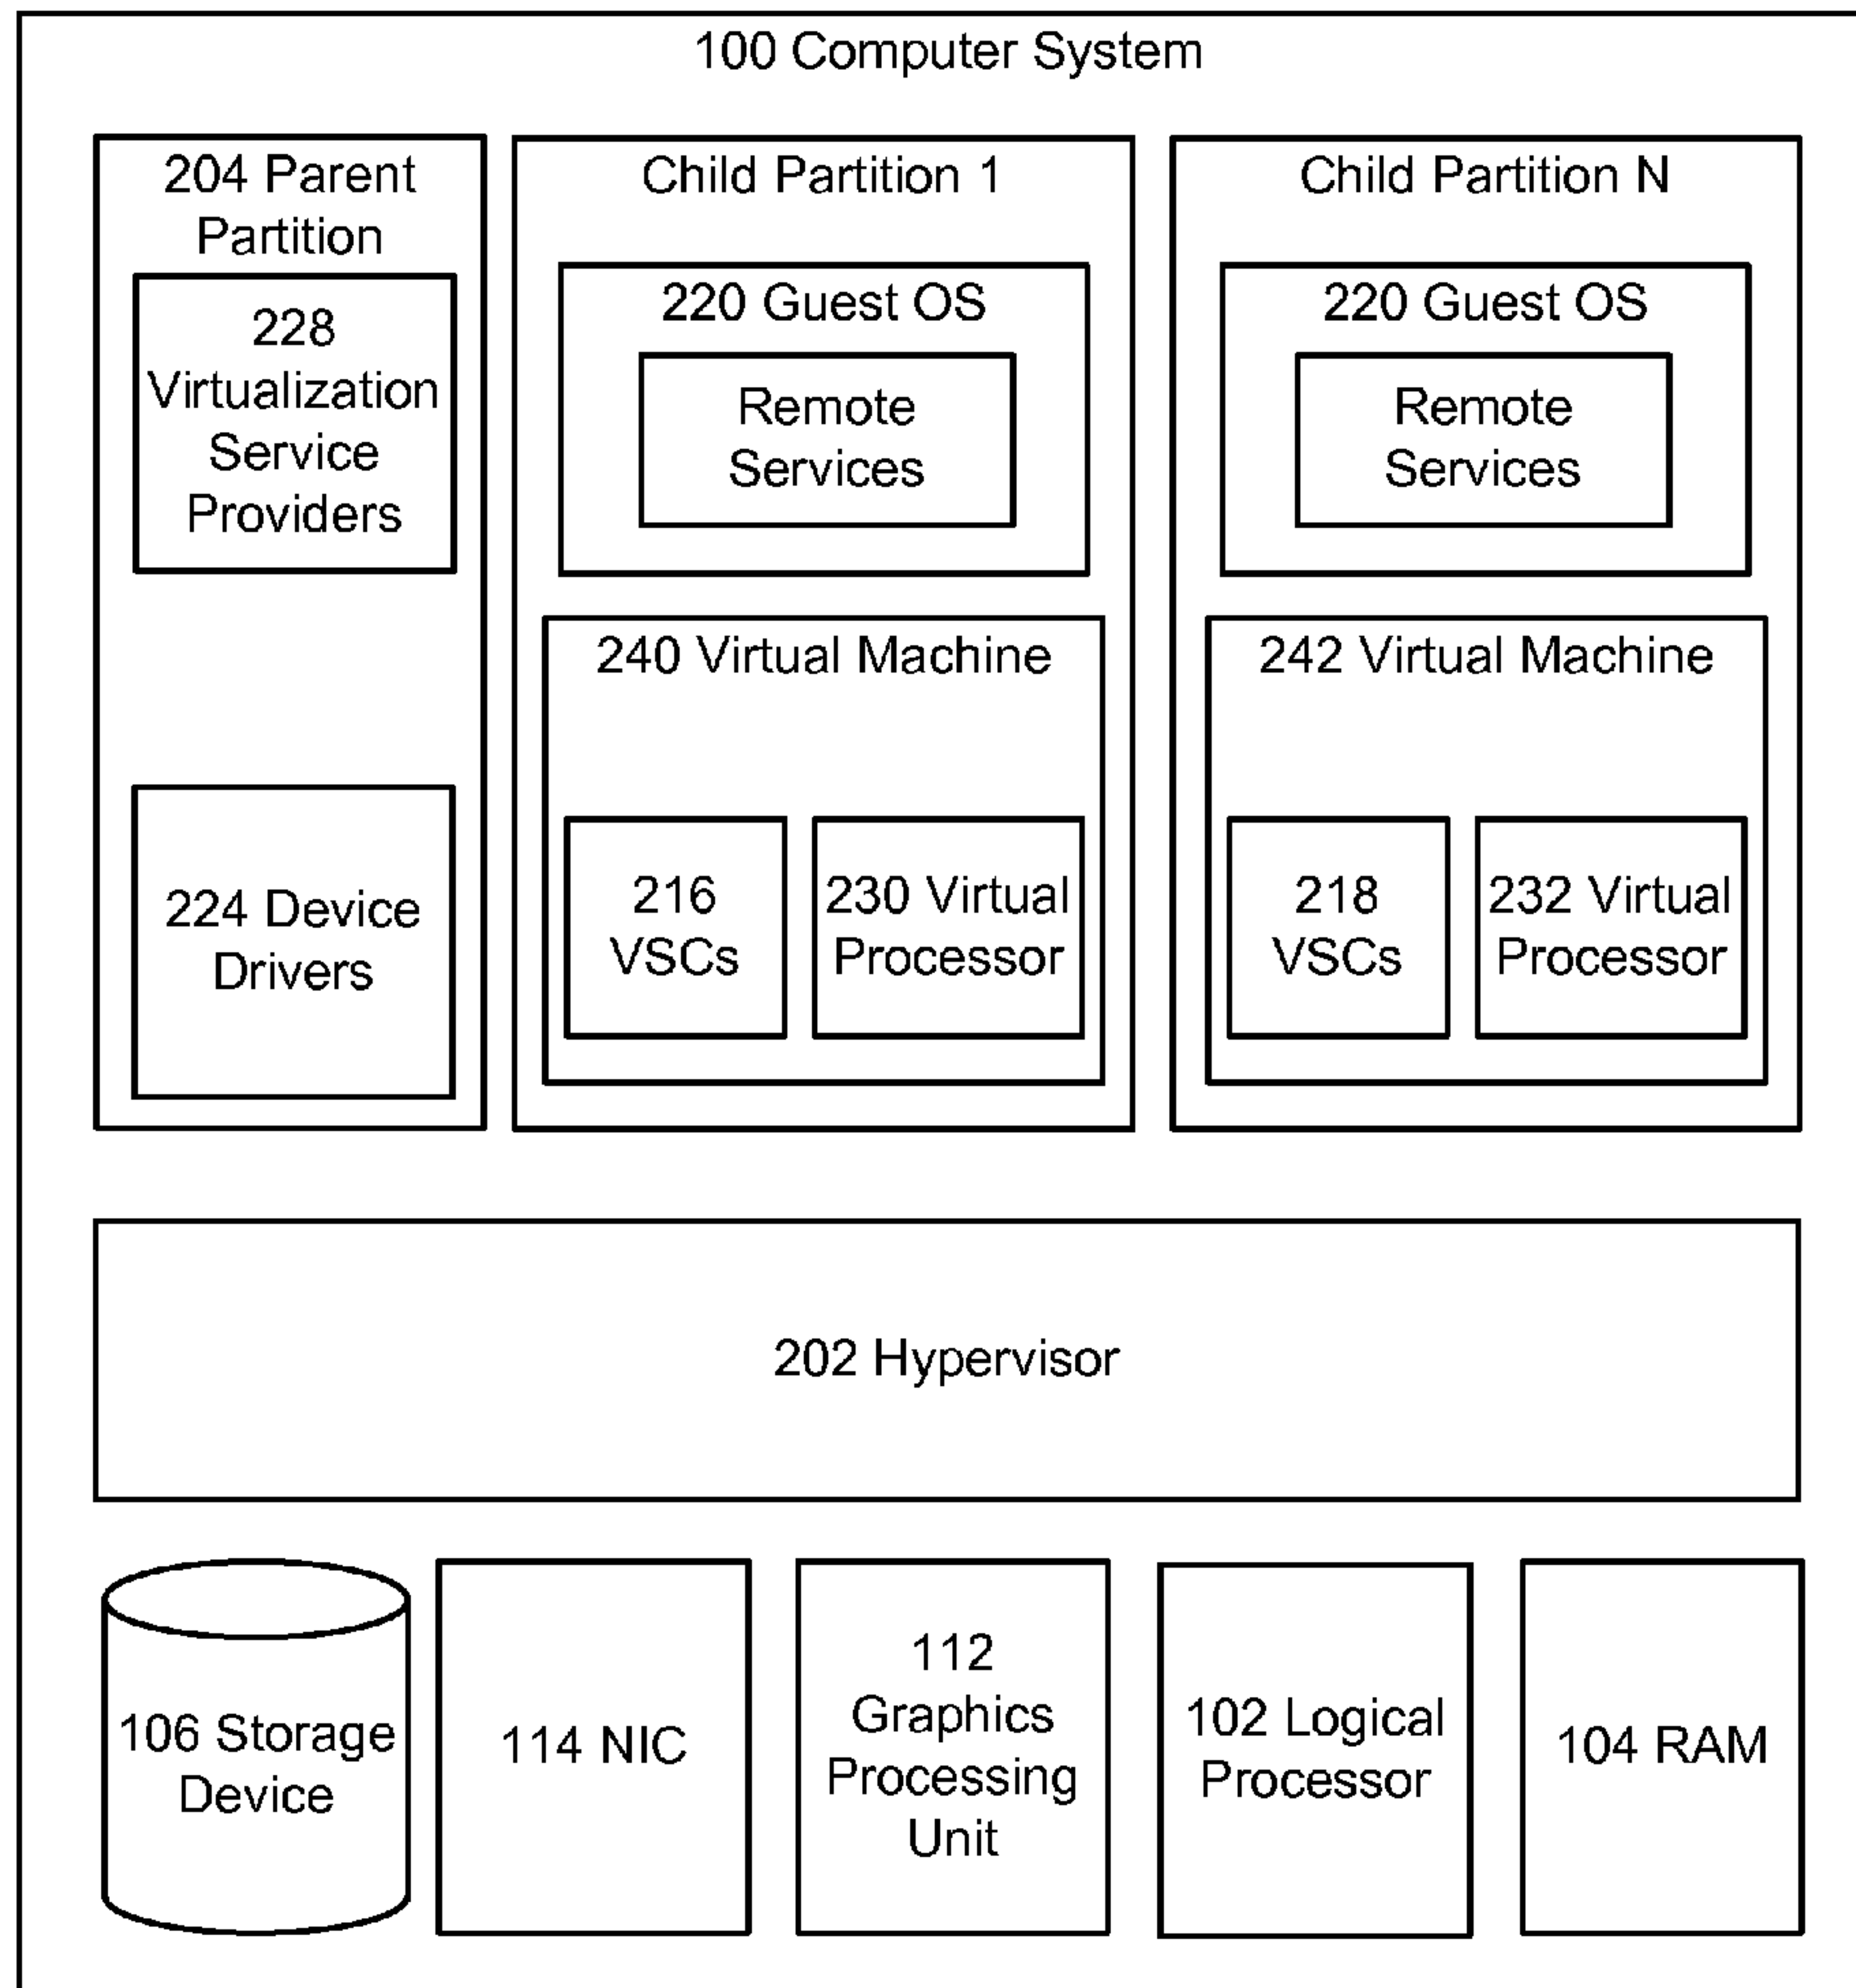 100 Computer System
204 Parent
Partition
228
Virtualization
Service
Providers
224 Device
Drivers
Child Partition 1
220 Guest OS
Remote
Services
240 Virtual Machine
216
VSCs
230 Virtual
Processor
Child Partition N
220 Guest OS
Remote
Services
242 Virtual Machine
218
VSCs
232 Virtual
Processor
202 Hypervisor
106 Storage
Device
114 NIC
112
Graphics
Processing
Unit
102 Logical
Processor
104 RAM